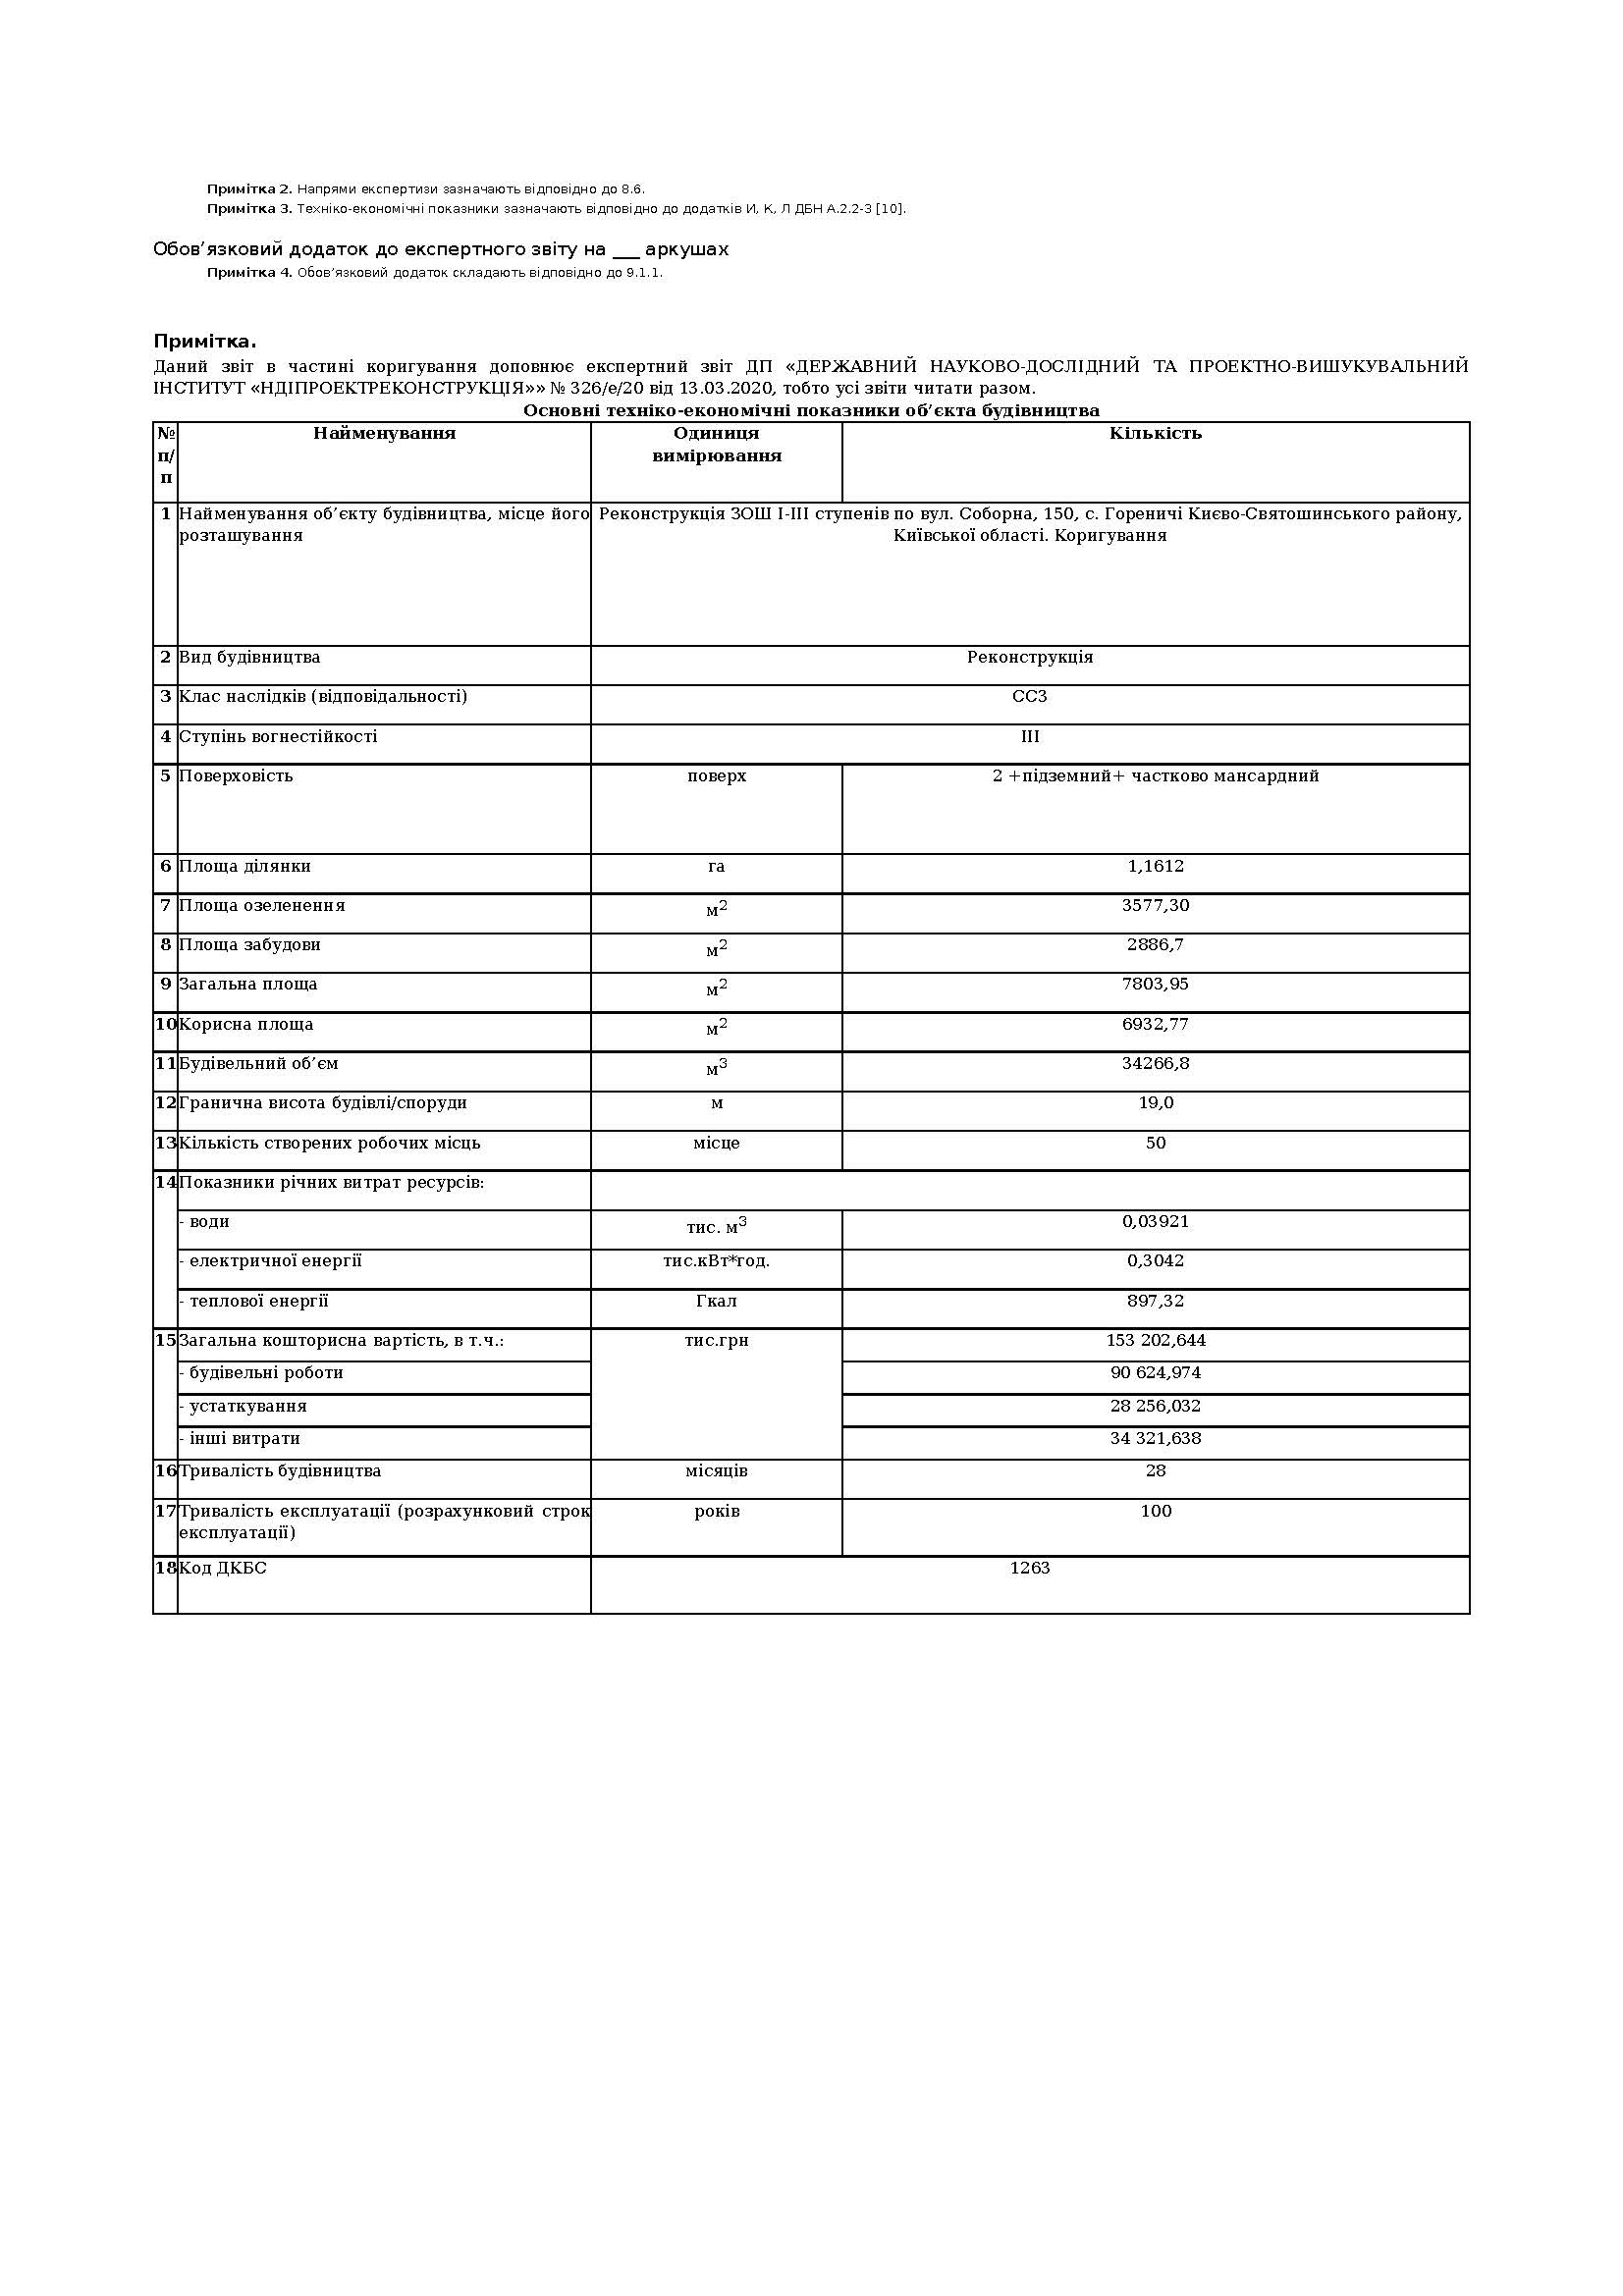 Примітка 2. Напрями експертизи зазначають відповідно до 8.6.
Примітка 3. Техніко-економічні показники зазначають відповідно до додатків И, К, Л ДБН А.2.2-3 [10].
Обов’язковий додаток до експертного звіту на ___ аркушах
Примітка 4. Обов’язковий додаток складають відповідно до 9.1.1.
Примітка.
Даний звіт в частині коригування доповнює експертний звіт ДП «ДЕРЖАВНИЙ НАУКОВО-ДОСЛІДНИЙ ТА ПРОЕКТНО-ВИШУКУВАЛЬНИЙ
ІНСТИТУТ «НДІПРОЕКТРЕКОНСТРУКЦІЯ»» № 326/е/20 від 13.03.2020, тобто усі звіти читати разом.
Основні техніко-економічні показники об’єкта будівництва
№ Найменування Одиниця Кількість
п/ вимірювання
п
1 Найменування об’єкту будівництва, місце його Реконструкція ЗОШ І-ІІІ ступенів по вул. Соборна, 150, с. Гореничі Києво-Святошинського району,
розташування Київської області. Коригування
2 Вид будівництва Реконструкція
3 Клас наслідків (відповідальності) СС3
4 Ступінь вогнестійкості ІІІ
5 Поверховість поверх 2 +підземний+ частково мансардний
6 Площа ділянки га 1,1612
7 Площа озеленення м2 3577,30
8 Площа забудови м2 2886,7
9 Загальна площа м2 7803,95
10 Корисна площа м2 6932,77
11 Будівельний об’єм м3 34266,8
12 Гранична висота будівлі/споруди м 19,0
13 Кількість створених робочих місць місце 50
14 Показники річних витрат ресурсів:
- води тис. м3 0,03921
- електричної енергії тис.кВт*год. 0,3042
- теплової енергії Гкал 897,32
15 Загальна кошторисна вартість, в т.ч.: тис.грн 153 202,644
- будівельні роботи 90 624,974
- устаткування 28 256,032
- інші витрати 34 321,638
16 Тривалість будівництва місяців 28
17 Тривалість експлуатації (розрахунковий строк років 100
експлуатації)
18 Код ДКБС 1263